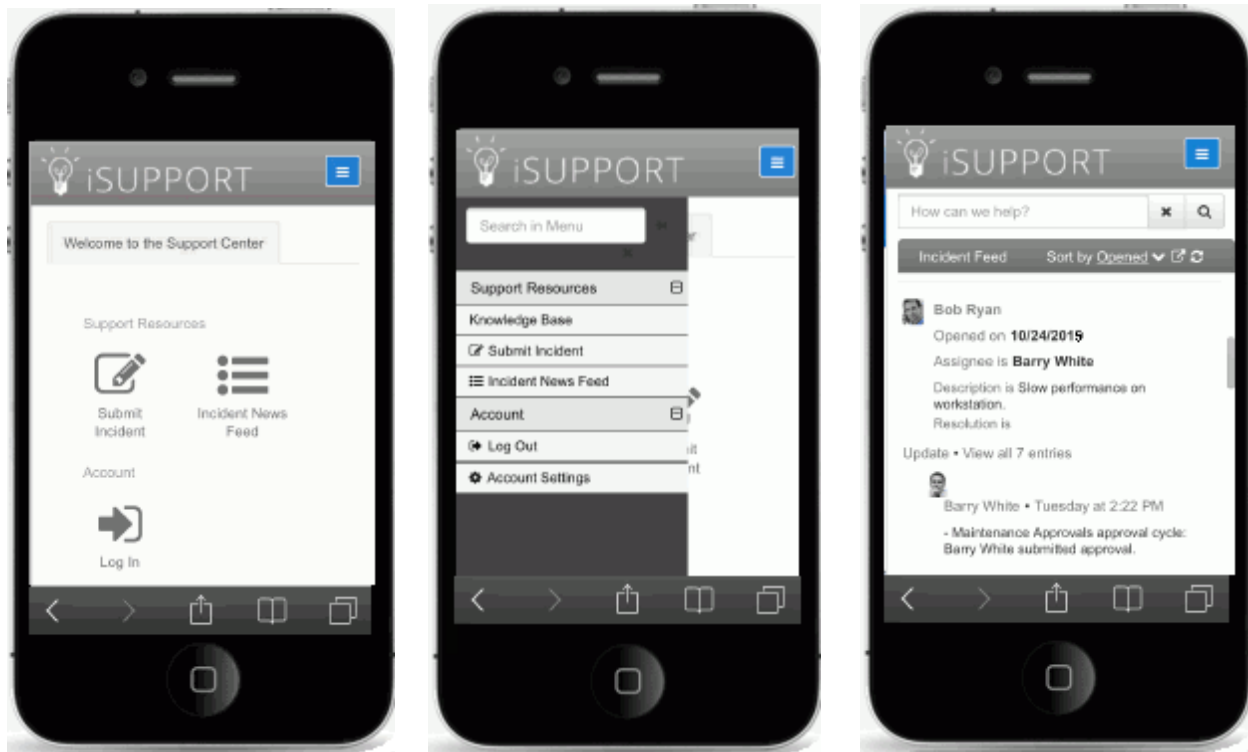 iSUPPORT
Welcome to the Support Center
Support Resources
Submit
Incident
Incident News
Feed
Account
Log In
iSUPPORT
Search in Menu
Support Resources
Knowledge Base
Submit Incident
Incident News Feed
Account
Log Out
Account Settings
iSUPPORT
How can we help?
Incident Feed Sort by Opened
Bob Ryan
Opened on 10/24/2015
Assignee is Barry White
Description is Slow performance on
workstation.
Resolution is
Update • View all 7 entries
Barry White • Tuesday at 2:22 PM
- Maintenance Approvals approval cycle:
Barry White submitted approval.